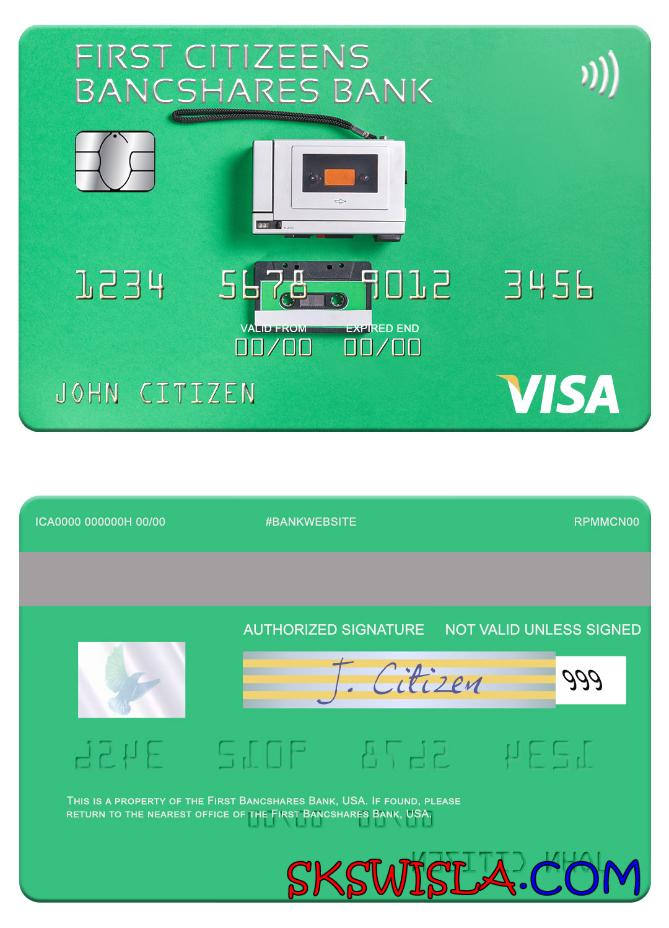 FIRST CITIZEENS
BANCSHARES BANK
1234 5678 9012 3456
VALID FROM EXPIRED END
00/00 00/00
JOHN CITIZEN
VISA
ICA0000 000000H 00/00 #BANKWEBSITE RPMMCN00
AUTHORIZED SIGNATURE NOT VALID UNLESS SIGNED
J. Citizen 999
THIS IS A PROPERTY OF THE FIRST BANCSHARES BANK, USA. IF FOUND, PLEASE
RETURN TO THE NEAREST OFFICE OF THE FIRST BANCSHARES BANK, USA.
SKSWISLA.COM